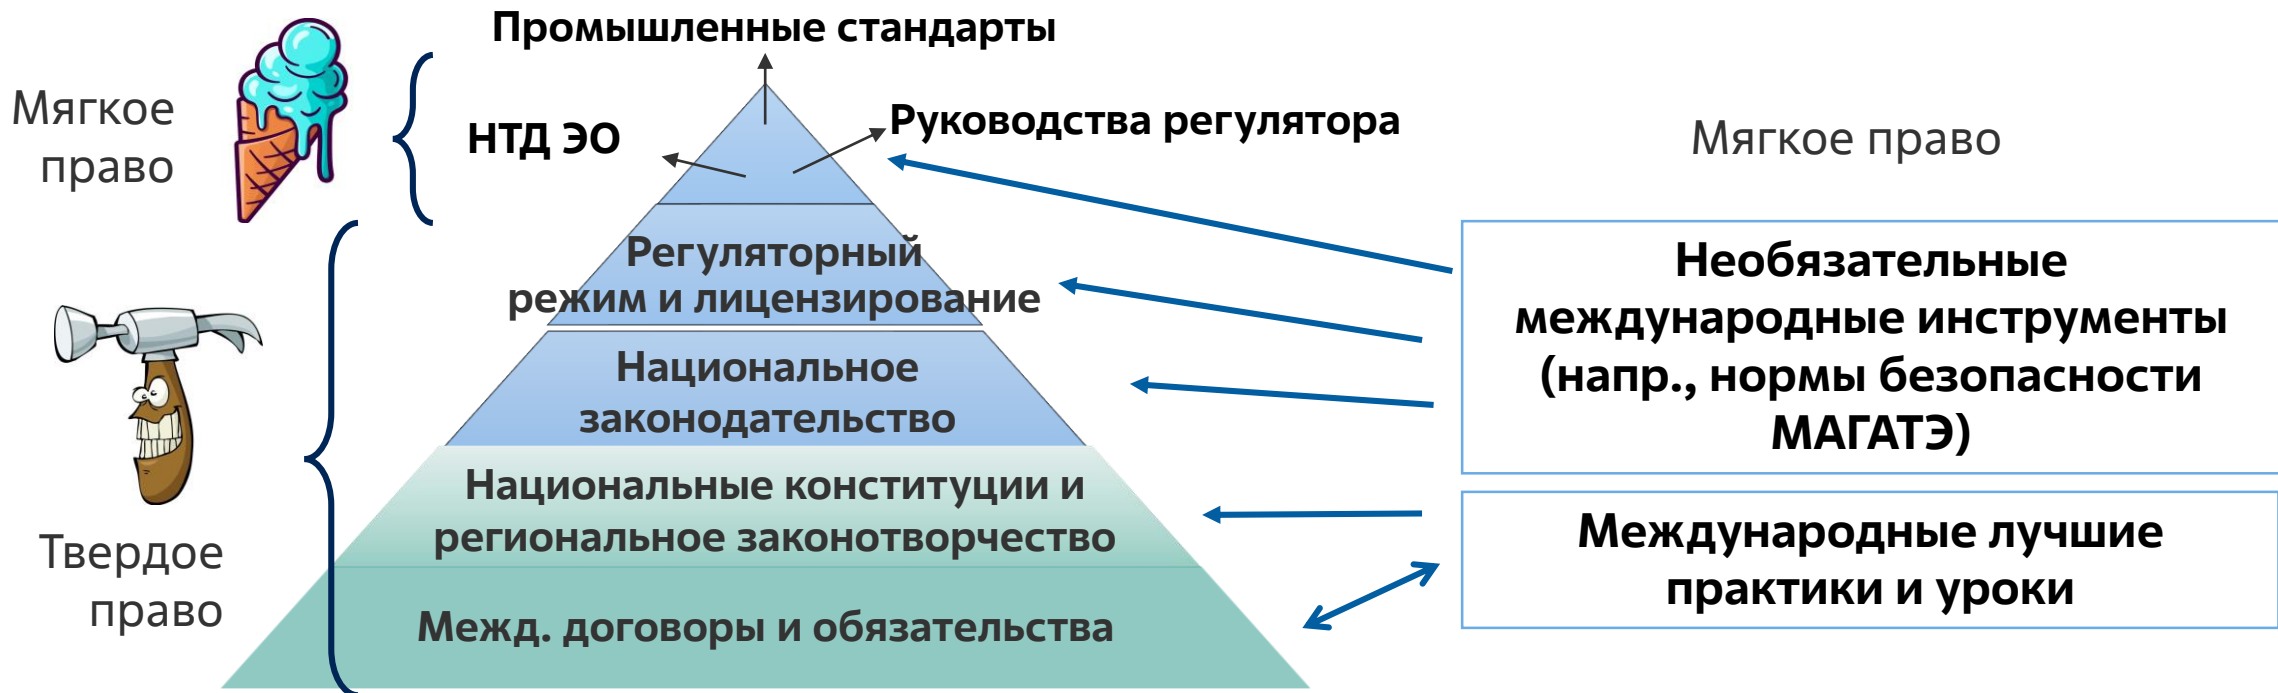 Промышленные стандарты
Мягкое
право
НТД ЭО
Руководства регулятора
Мягкое право
Регуляторный
режим и лицензирование
Национальное
законодательство
Национальные конституции и
региональное законотворчество
Межд. договоры и обязательства
Твердое
право
Необязательные
международные инструменты
(напр., нормы безопасности
МАГАТЭ)
Международные лучшие
практики и уроки